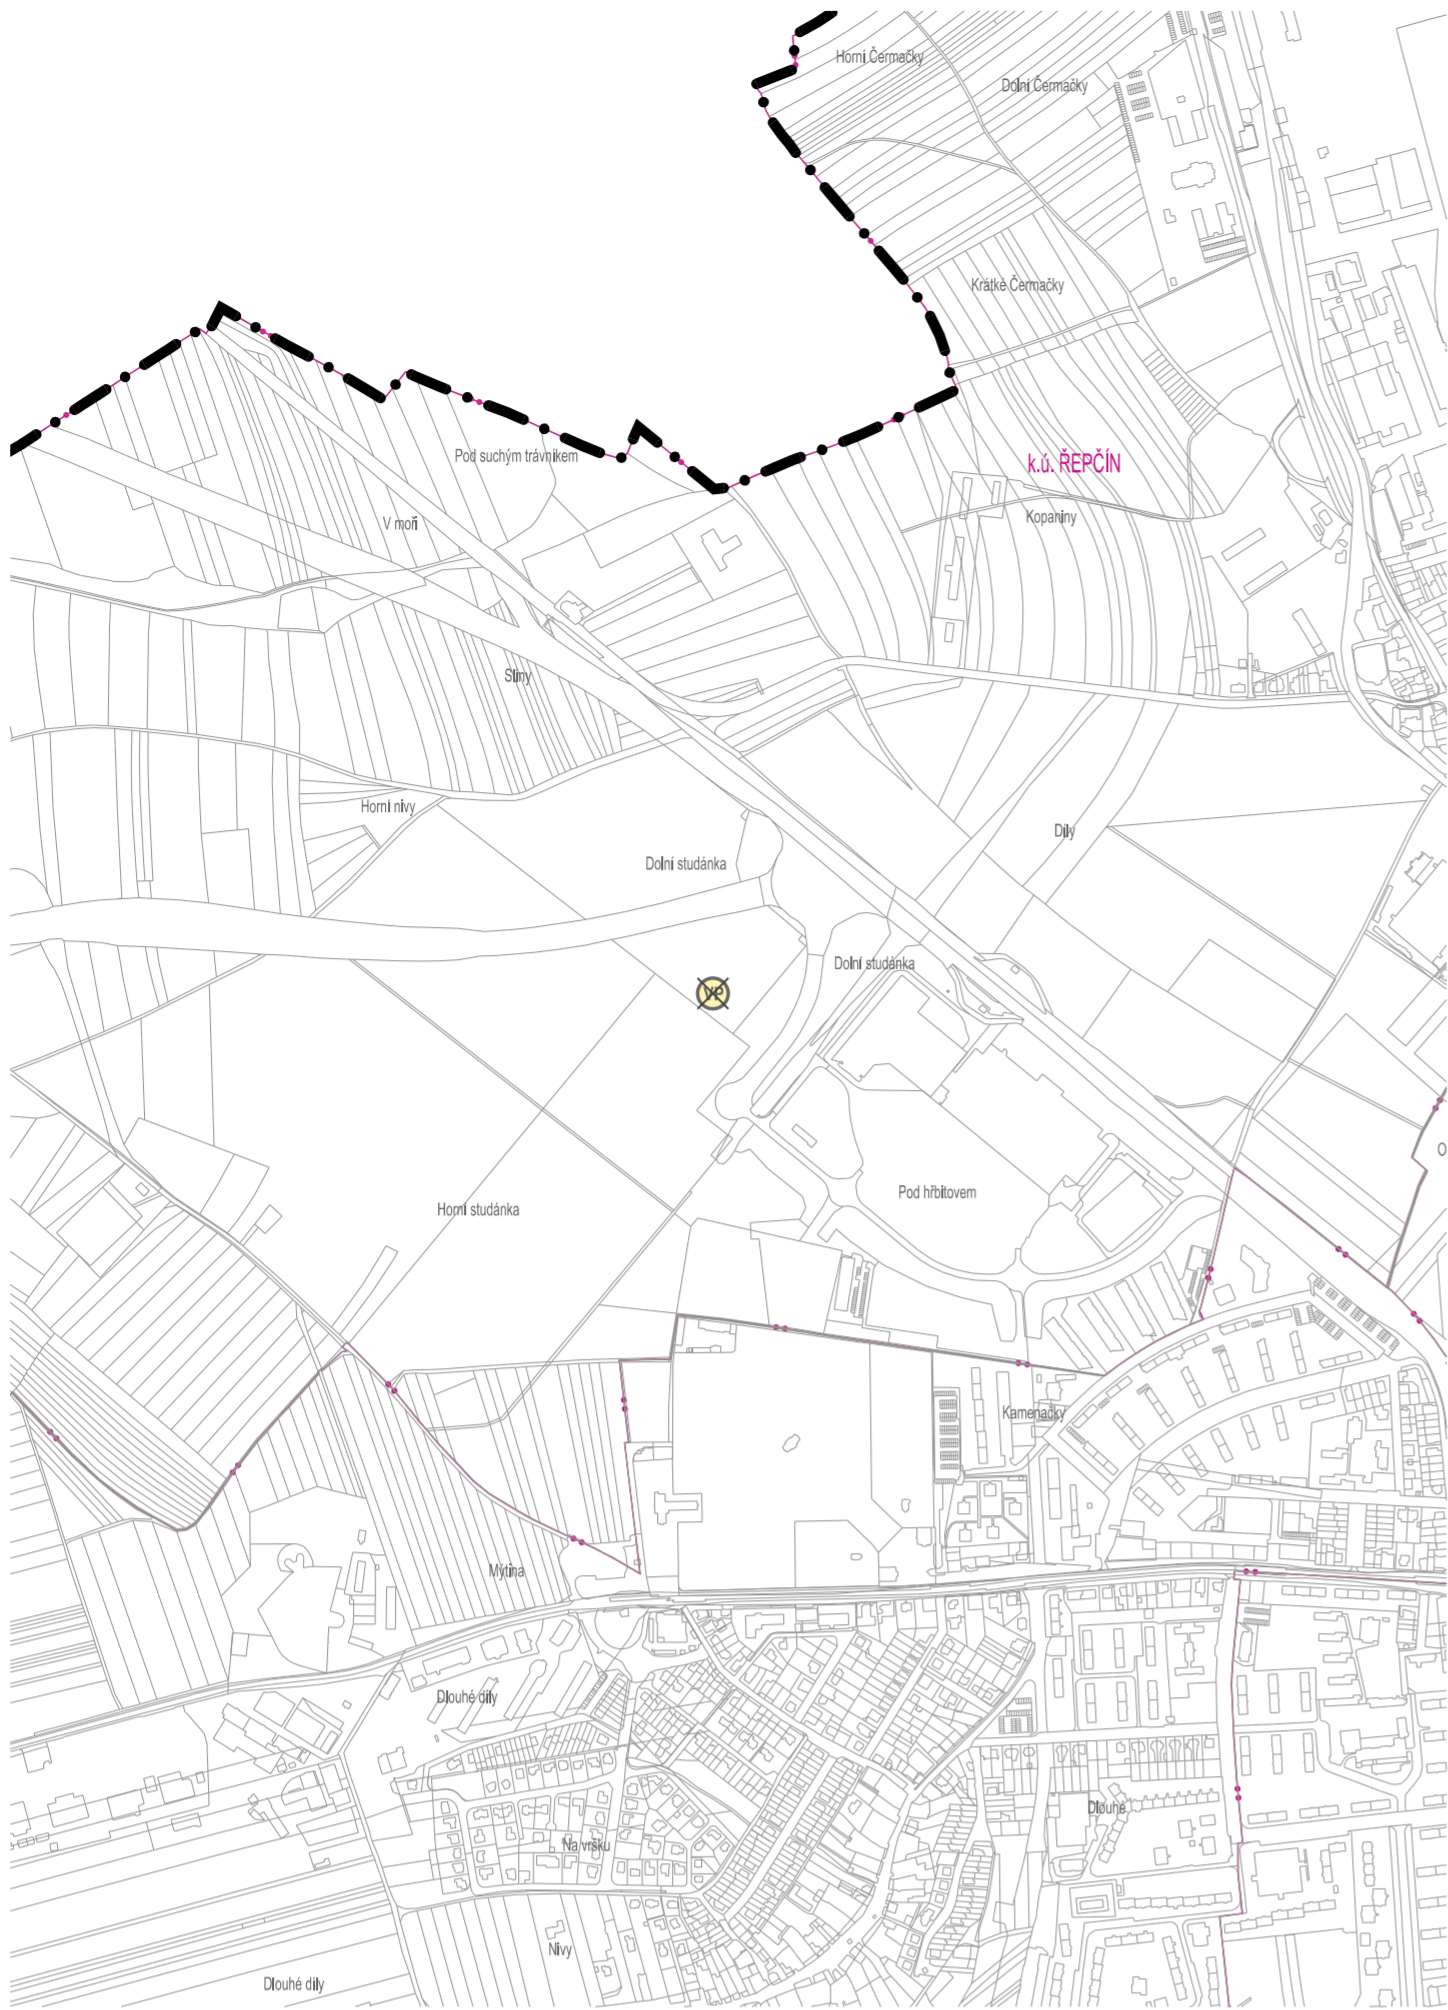 Horní Čermačky
Dolní Čermačky
Krátké Čermačky
Pod suchým trávníkem
k.ú. ŘEPČÍN
V moři
Kopaniny
Sliny
Horní nivy
Díly
Dolní studánka
Dolní studánka
VP
Pod hřbitovem
Horní studánka
Kamenačky
Mýtina
Dlouhé díly
Dlouhé
Na vršku
Nivy
Dlouhé díly